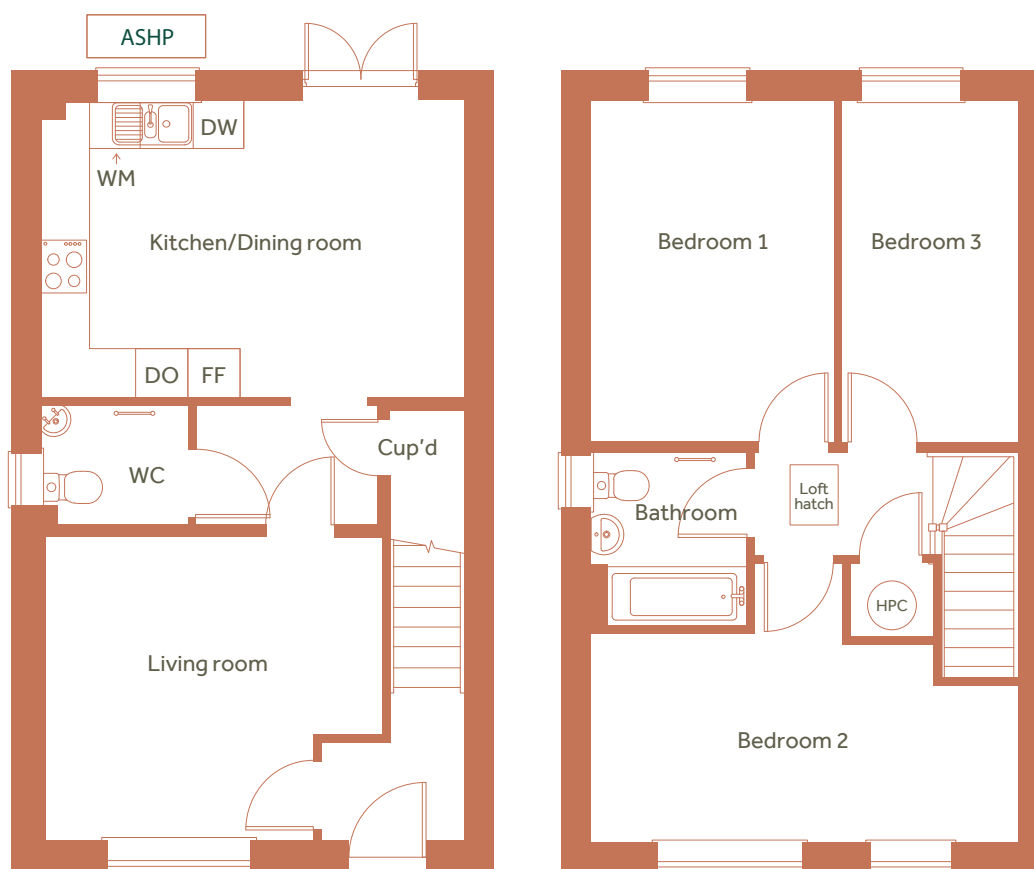 ASHP
DW
WM
Kitchen/Dining room
DO
FF
WC
Cup'd
Living room
Bedroom 1
Bedroom 3
Bathroom
Loft
hatch
HPC
Bedroom 2